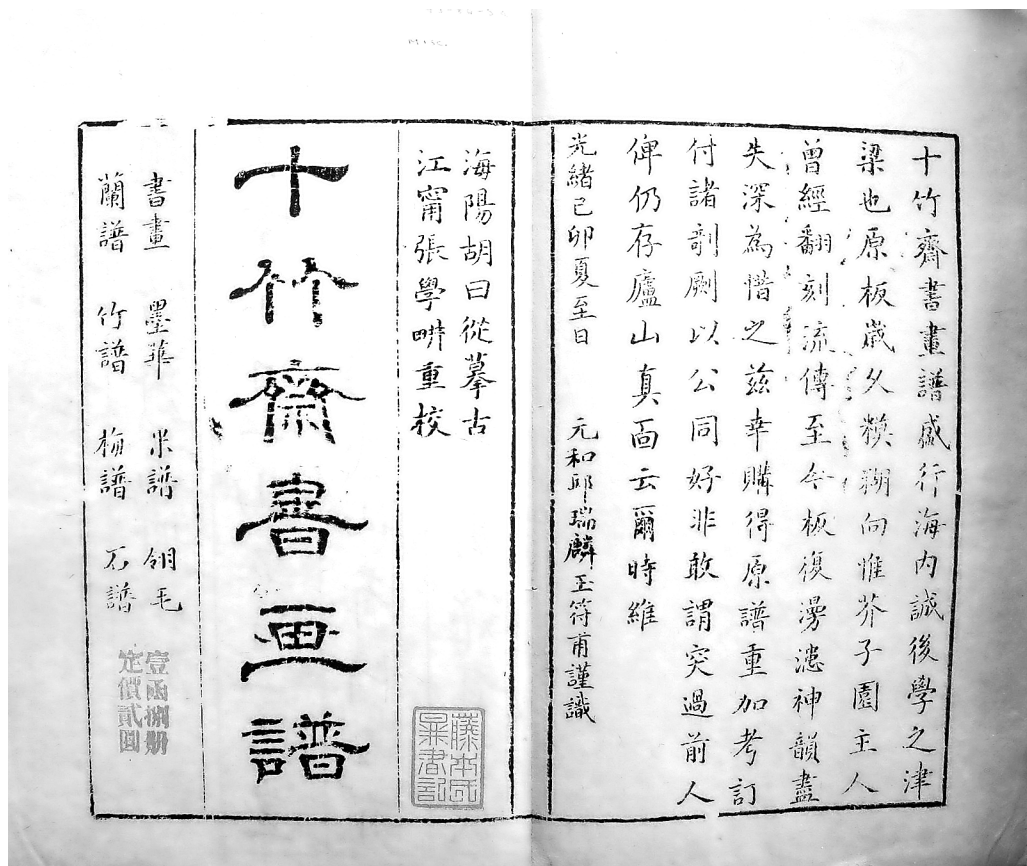 十竹齋書畫譜盛行海內誠後學之津
梁也原板歲久糢糊向惟芥子園主人
曾經翻刻流傳至今板復漫漶神韻盡
失深為惜之茲幸購得原譜重加考訂
付諸剞劂以公同好非敢謂突過前人
俾仍存廬山真面云爾時維
光緒己卯夏至日 元和邱瑞麟玉符甫謹識
海陽胡曰從摹古
江甯張學畊重校
十竹齋書画譜
書畫 墨華 果譜 翎毛
蘭譜 竹譜 梅譜 石譜
壹函捌册
定價貳圓